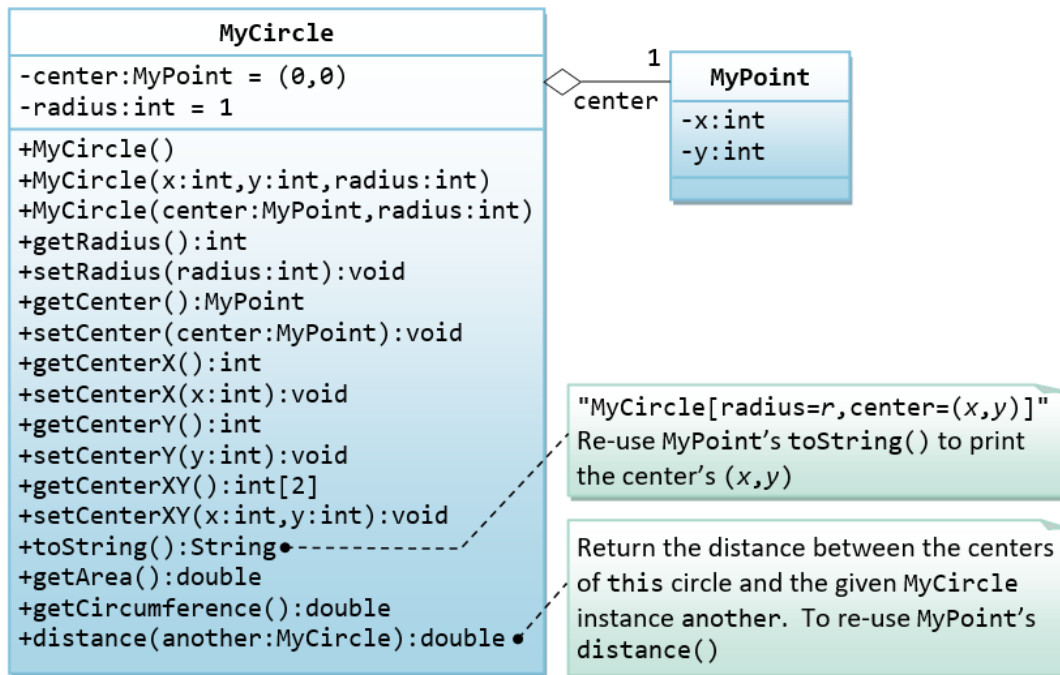 MyCircle
-center:MyPoint = (0,0)
-radius:int = 1
+MyCircle()
+MyCircle(x:int,y:int,radius:int)
+MyCircle(center:MyPoint,radius:int)
+getRadius():int
+setRadius(radius:int):void
+getCenter():MyPoint
+setCenter(center:MyPoint):void
+getCenterX():int
+setCenterX(x:int):void
+getCenterY():int
+setCenterY(y:int):void
+getCenterXY():int[2]
+setCenterXY(x:int,y:int):void
+toString():String
+getArea():double
+getCircumference():double
+distance(another:MyCircle):double
1
center
MyPoint
-x:int
-y:int
"MyCircle[radius=r,center=(x,y)]"
Re-use MyPoint's toString() to print
the center's (x,y)
Return the distance between the centers
of this circle and the given MyCircle
instance another. To re-use MyPoint's
distance()